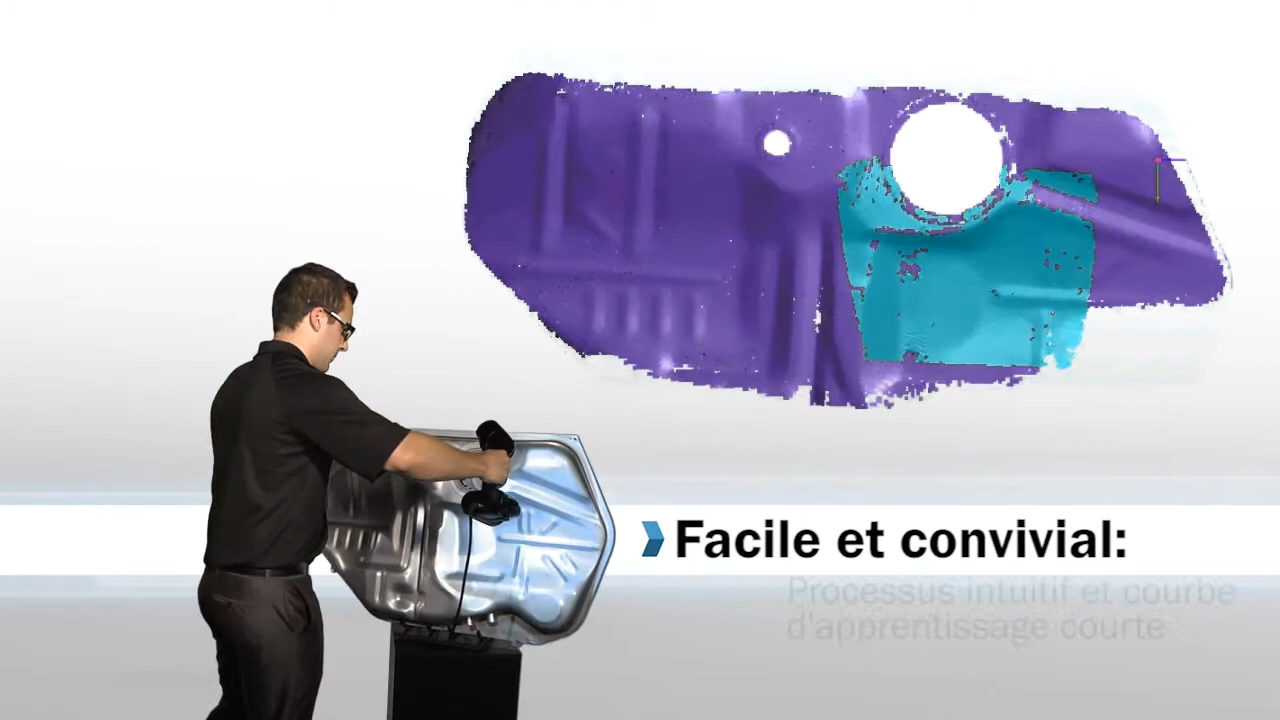 Facile et convivial:
Processus intuitif et courbe
d'apprentissage courte